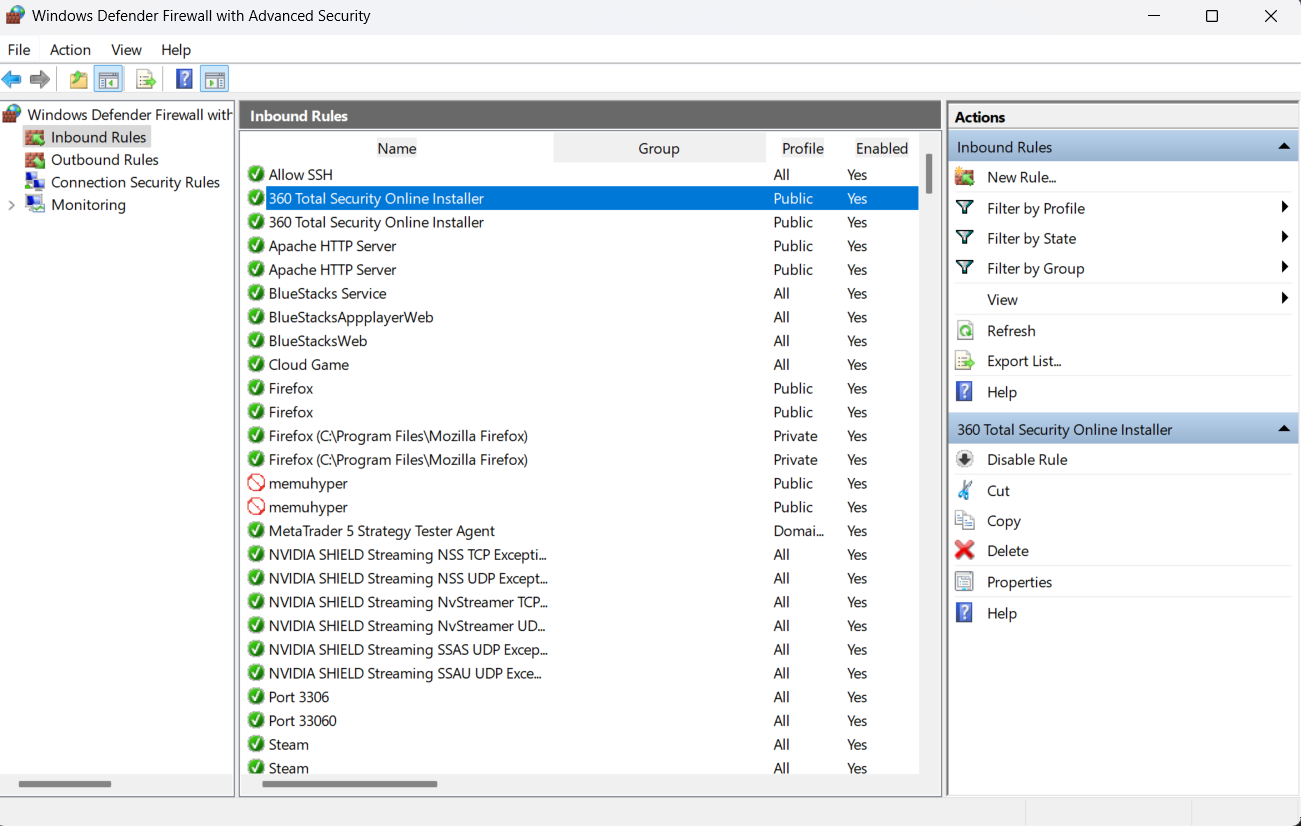 Windows Defender Firewall with Advanced Security
File Action View Help
Windows Defender Firewall with
Inbound Rules
Outbound Rules
Connection Security Rules
Monitoring
Inbound Rules
Name Group Profile Enabled
Allow SSH All Yes
360 Total Security Online Installer Public Yes
360 Total Security Online Installer Public Yes
Apache HTTP Server Public Yes
Apache HTTP Server Public Yes
BlueStacks Service All Yes
BlueStacksAppplayerWeb All Yes
BlueStacksWeb All Yes
Cloud Game All Yes
Firefox Public Yes
Firefox Public Yes
Firefox (C:\Program Files\Mozilla Firefox) Private Yes
Firefox (C:\Program Files\Mozilla Firefox) Private Yes
memuhyper Public Yes
memuhyper Public Yes
MetaTrader 5 Strategy Tester Agent Domai... Yes
NVIDIA SHIELD Streaming NSS TCP Excepti... All Yes
NVIDIA SHIELD Streaming NSS UDP Except... All Yes
NVIDIA SHIELD Streaming NvStreamer TCP... All Yes
NVIDIA SHIELD Streaming NvStreamer UD... All Yes
NVIDIA SHIELD Streaming SSAS UDP Excep... All Yes
NVIDIA SHIELD Streaming SSAU UDP Exce... All Yes
Port 3306 All Yes
Port 33060 All Yes
Steam All Yes
Steam All Yes
Actions
Inbound Rules
New Rule...
Filter by Profile
Filter by State
Filter by Group
View
Refresh
Export List...
Help
360 Total Security Online Installer
Disable Rule
Cut
Copy
Delete
Properties
Help